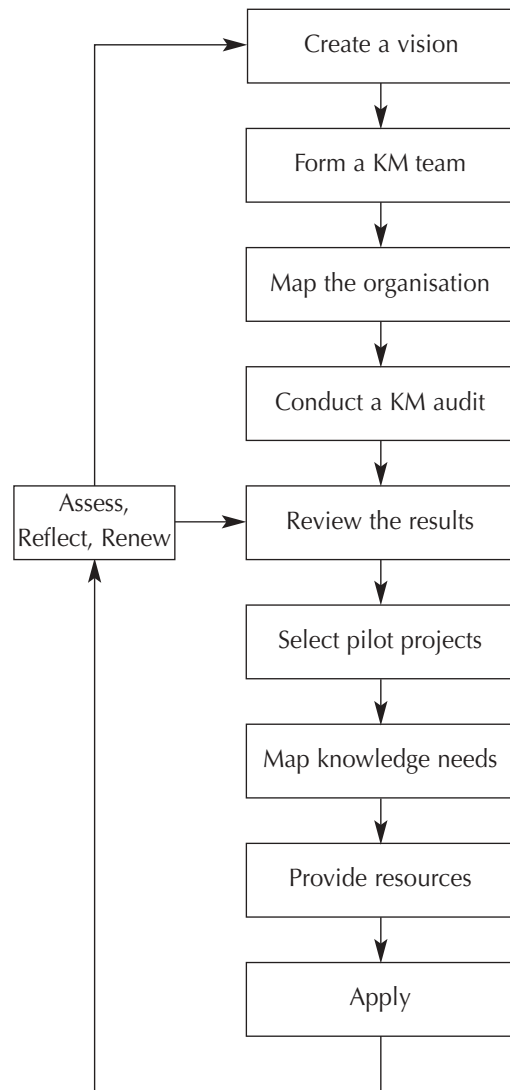 Create a vision
Form a KM team
Map the organisation
Conduct a KM audit
Assess,
Reflect, Renew
Review the results
Select pilot projects
Map knowledge needs
Provide resources
Apply